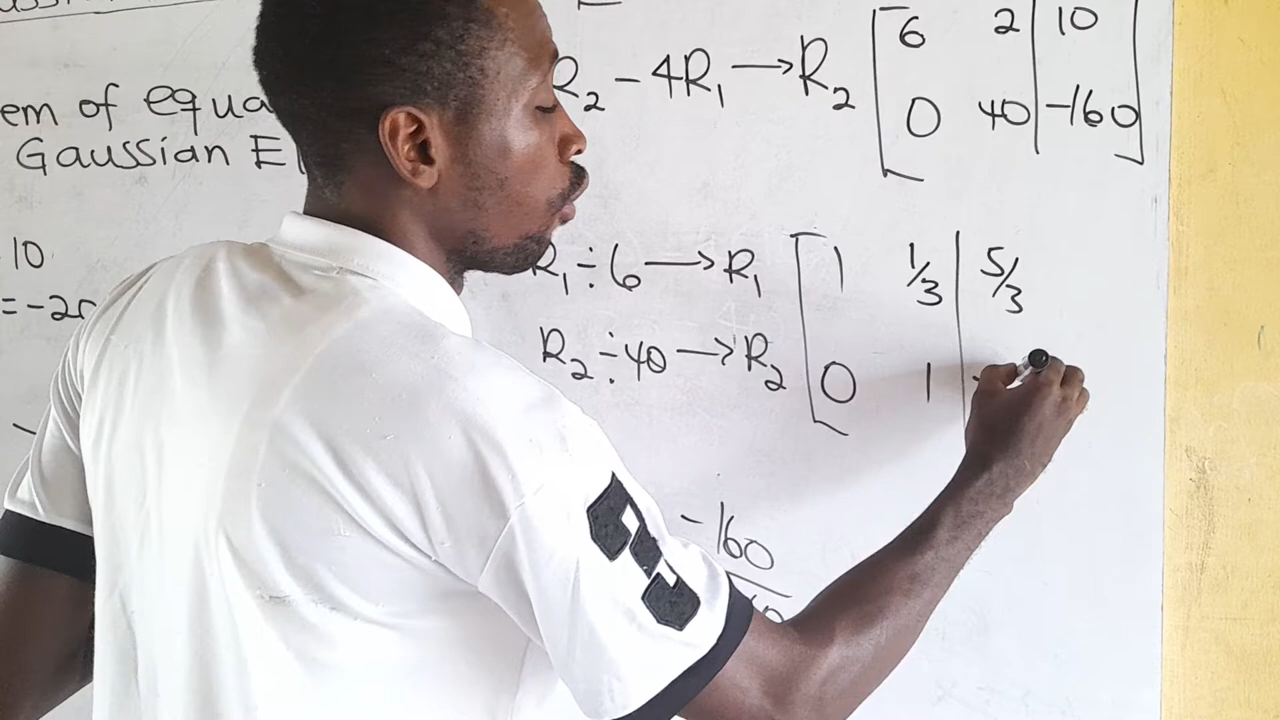 em of equa
Gaussian El
10
= -20
R₂ - 4R₁ → R₂ [6 2 | 10]
[0 40 | -160]
R₁ ÷ 6 → R₁ [1 1/3 | 5/3
R₂ ÷ 40 → R₂ [0 1 | -
-160